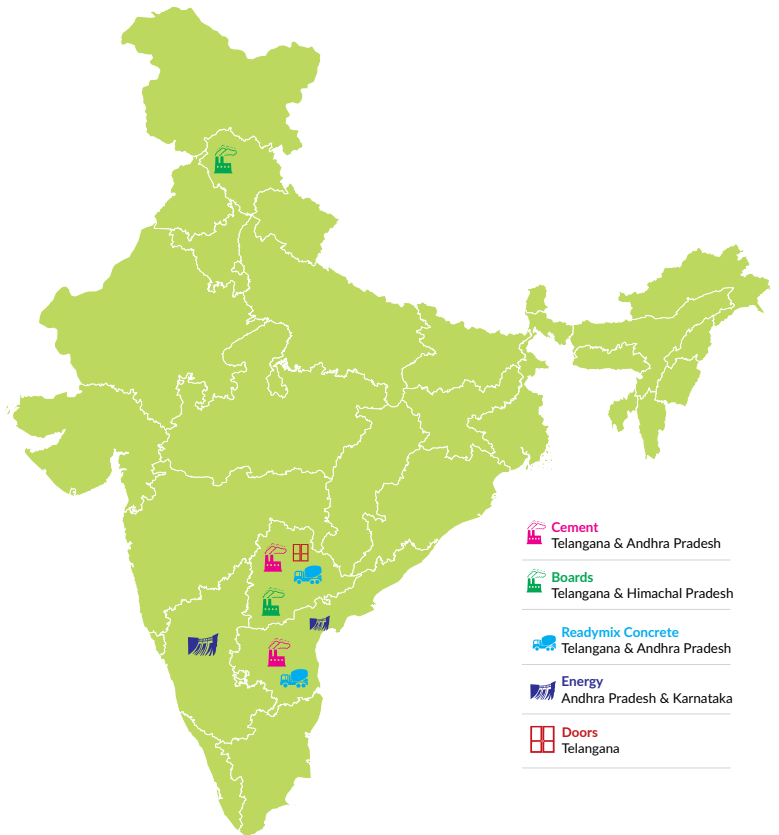 Cement
Telangana & Andhra Pradesh
Boards
Telangana & Himachal Pradesh
Readymix Concrete
Telangana & Andhra Pradesh
Energy
Andhra Pradesh & Karnataka
Doors
Telangana